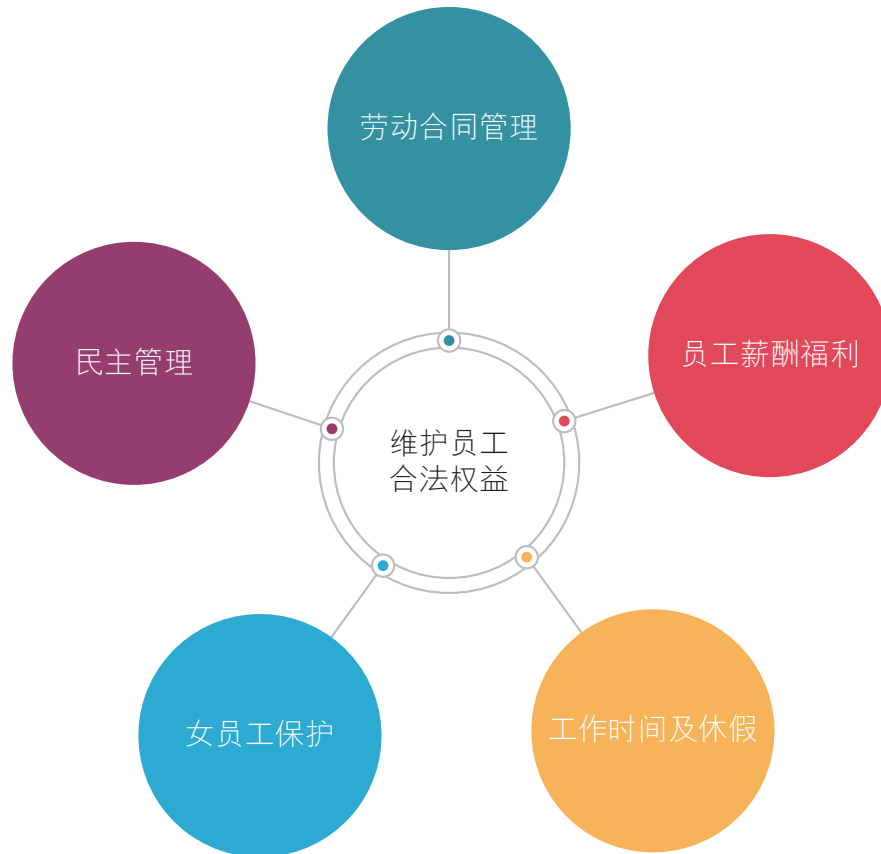 劳动合同管理
民主管理
员工薪酬福利
维护员工
合法权益
女员工保护
工作时间及休假